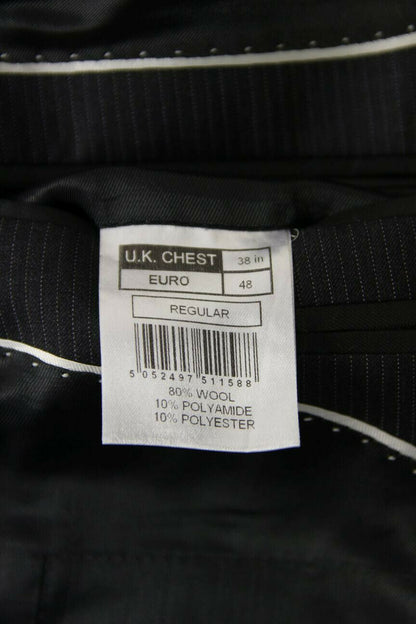 U.K. CHEST 38 in
EURO 48
REGULAR
5 052497 511588
80% WOOL
10% POLYAMIDE
10% POLYESTER